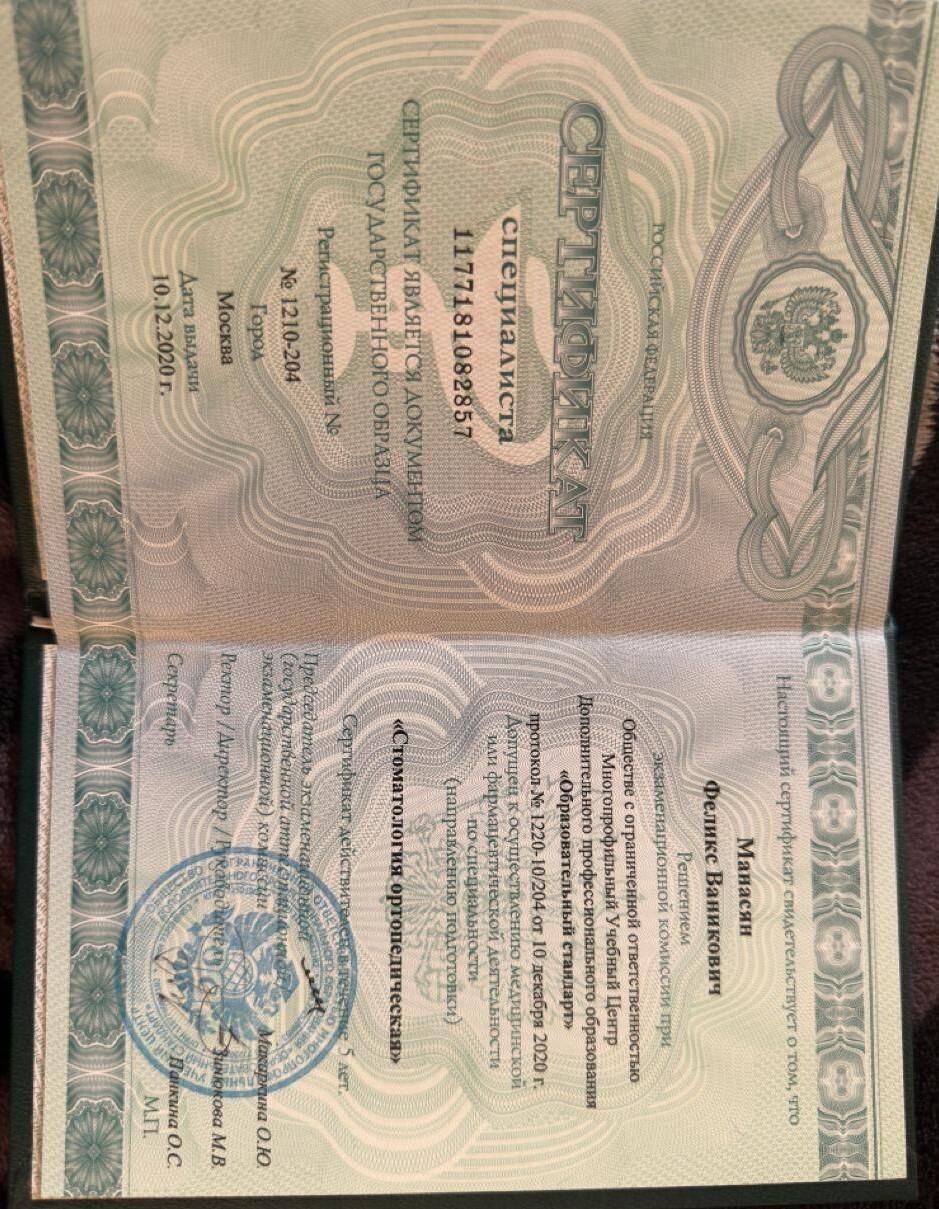 РОССИЙСКАЯ ФЕДЕРАЦИЯ
СЕРТИФИКАТ
специалиста
1177181082857
СЕРТИФИКАТ ЯВЛЯЕТСЯ ДОКУМЕНТОМ
ГОСУДАРСТВЕННОГО ОБРАЗЦА
Регистрационный №
№ 1210-204
Город
Москва
Дата выдачи
10.12.2020 г.
Настоящий сертификат свидетельствует о том, что
Манасян
Феликс Ваникович
Решением
экзаменационной комиссии при
Обществе с ограниченной ответственностью
Многопрофильный Учебный Центр
Дополнительного профессионального образования
«Образовательный стандарт»
протокол № 1220-10/204 от 10 декабря 2020 г.
Допущен к осуществлению медицинской
или фармацевтической деятельности
по специальности
(направлению подготовки)
«Стоматология ортопедическая»
Сертификат действителен в течение 5 лет.
Председатель экзаменационной
(государственной аттестационной,
экзаменационной) комиссии Макаркина О.Ю.
Ректор / Директор / Руководитель Зинюкова М.В.
Секретарь Панкина О.С.
М.П.